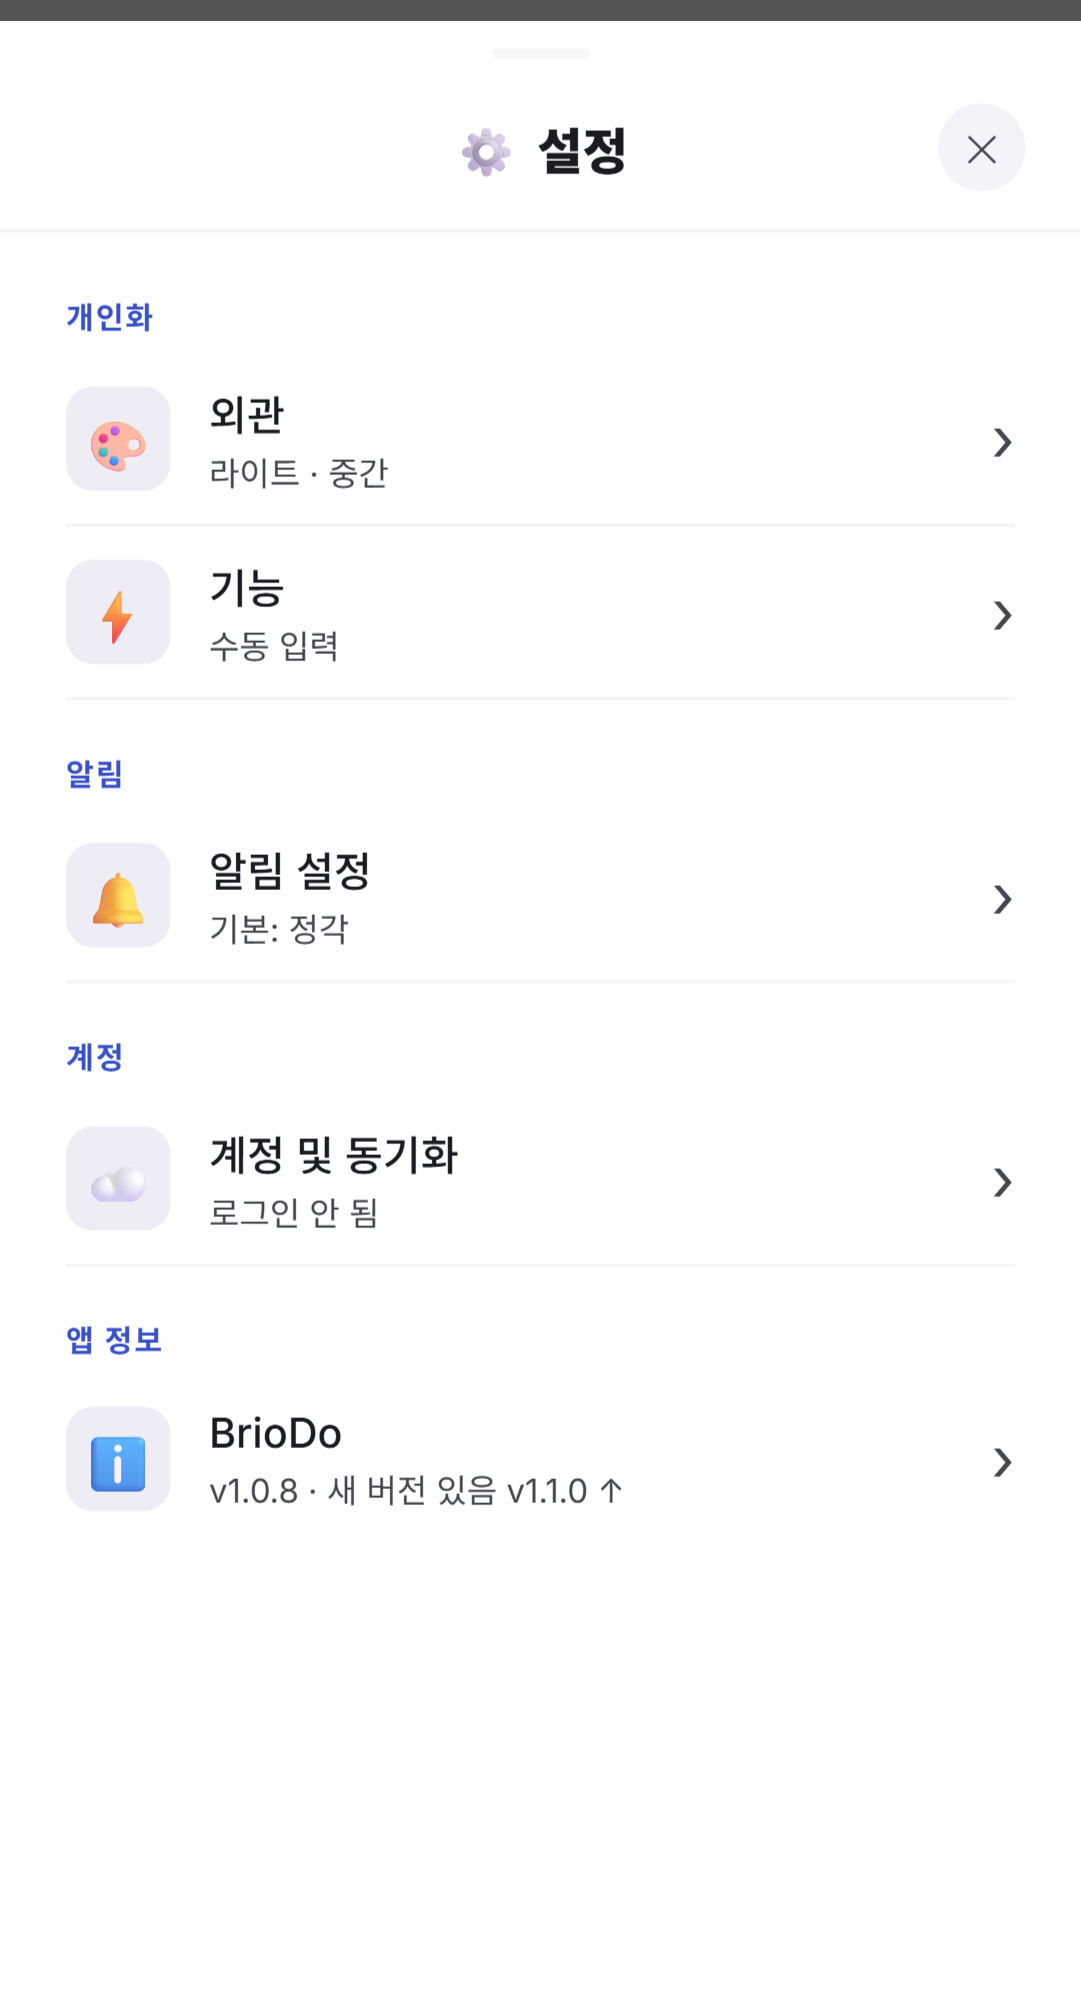 설정
개인화
외관
라이트 · 중간
기능
수동 입력
알림
알림 설정
기본: 정각
계정
계정 및 동기화
로그인 안 됨
앱 정보
BrioDo
v1.0.8 · 새 버전 있음 v1.1.0 ↑